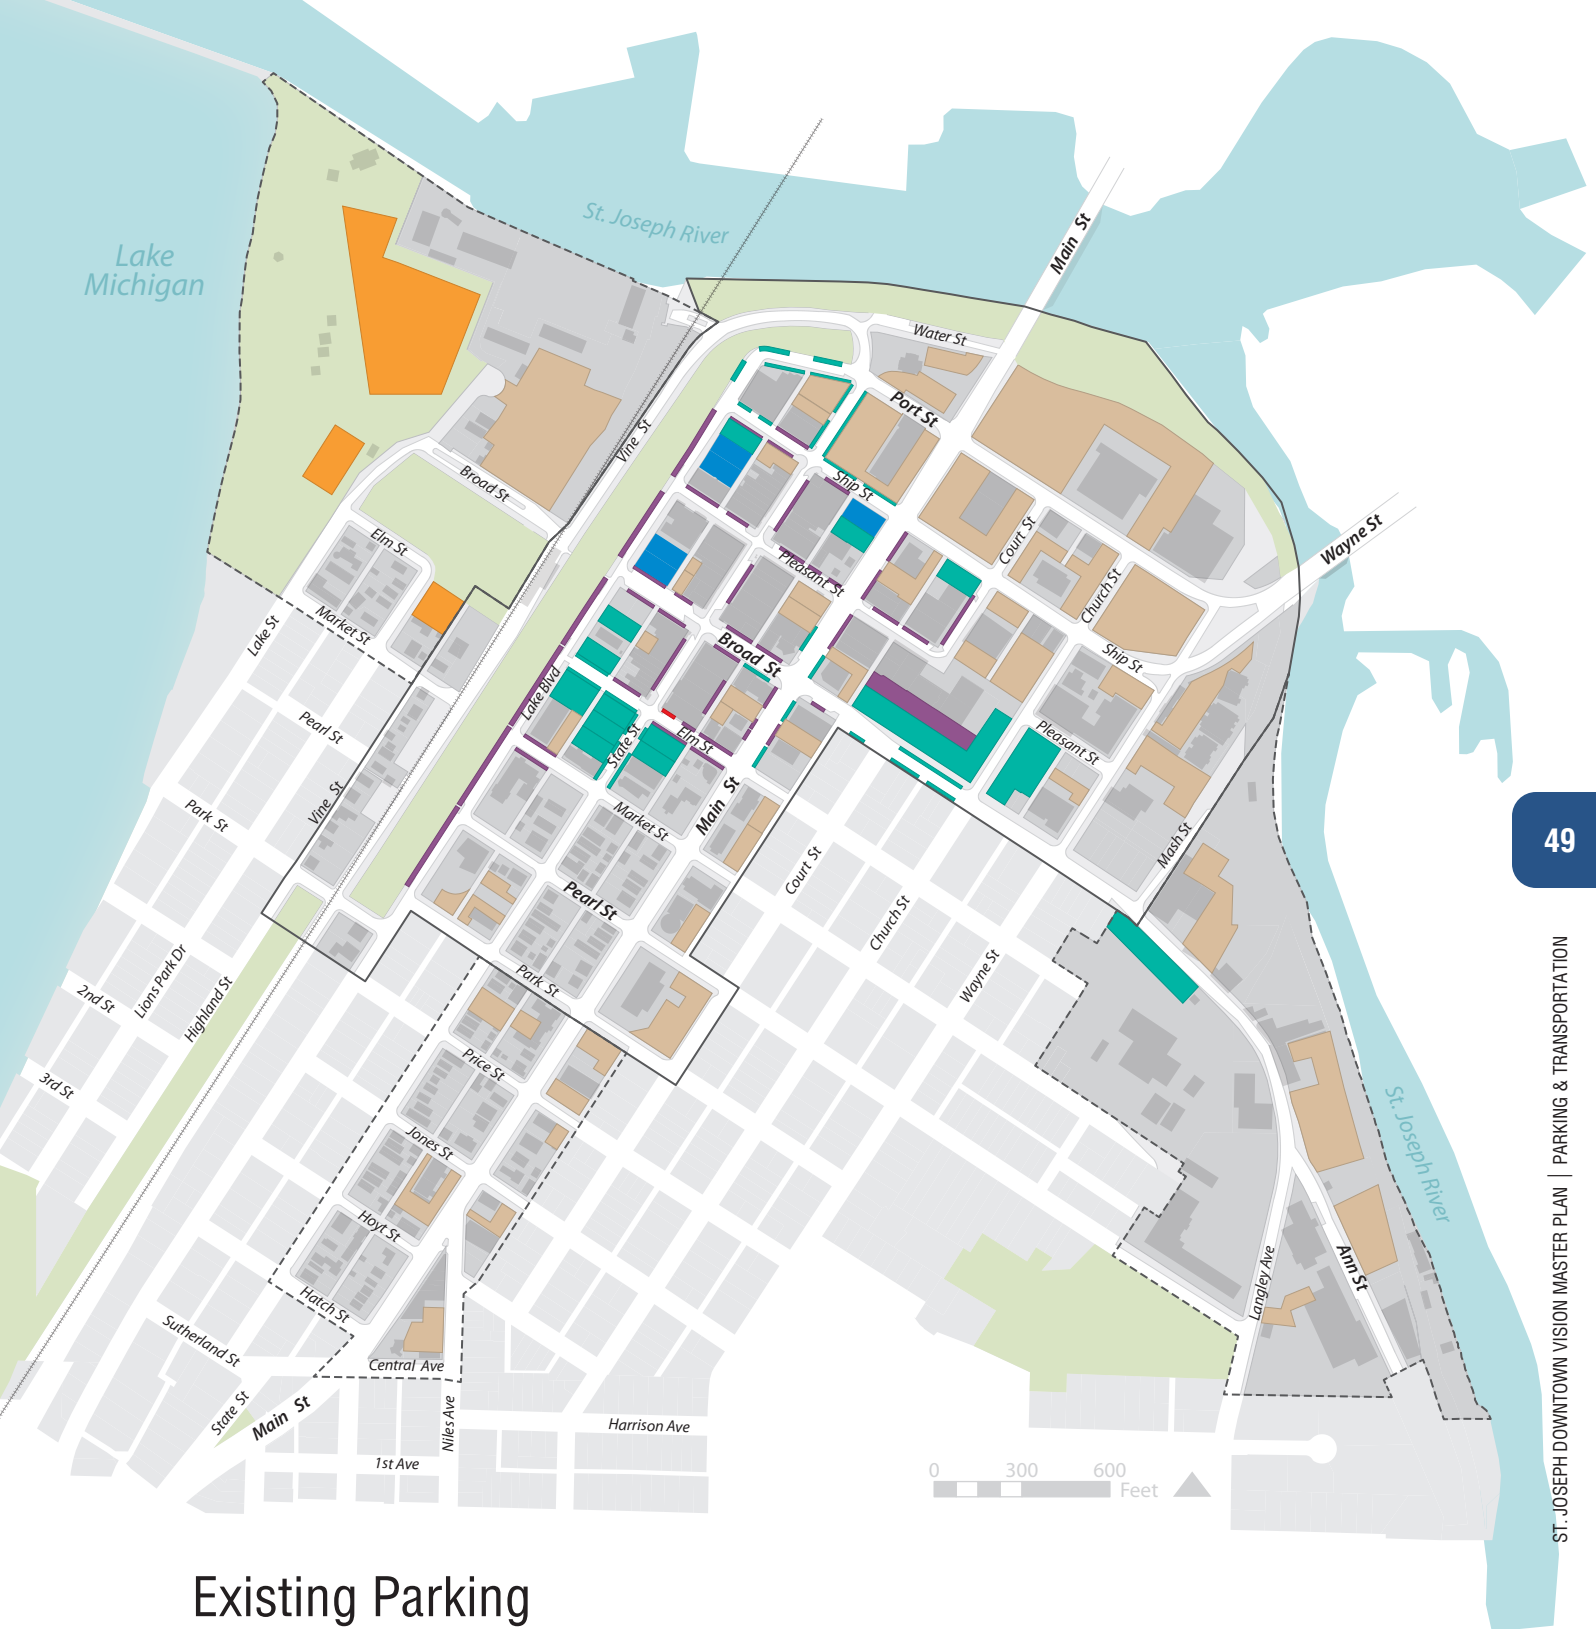 St. Joseph River
Main St
Lake
Michigan
Water St
Port St
Vine St
Broad St
Ship St
Court St
Wayne St
Elm St
Pleasant St
Church St
Market St
Lake St
Broad St
Ship St
Lake Blvd
Pearl St
State St
Elm St
Pleasant St
Vine St
Main St
Market St
Park St
Mash St
49
Court St
Pearl St
Church St
Lions Park Dr
Highland St
Park St
Wayne St
2nd St
Price St
3rd St
Jones St
St. Joseph River
Hoyt St
Langley Ave
Ann St
Hatch St
Sutherland St
Central Ave
State St
Main St
Niles Ave
Harrison Ave
1st Ave
0 300 600
Feet
ST. JOSEPH DOWNTOWN VISION MASTER PLAN | PARKING & TRANSPORTATION
Existing Parking